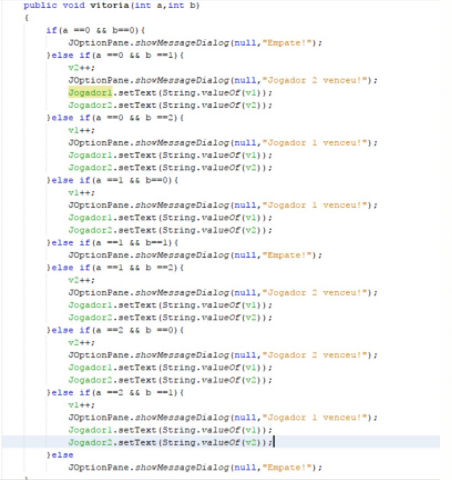 public void vitoria(int a,int b)
{
if(a ==0 && b==0){
JOptionPane.showMessageDialog(null,"Empate!");
}else if(a ==0 && b ==1){
v2++;
JOptionPane.showMessageDialog(null,"Jogador 2 venceu!");
Jogador1.setText(String.valueOf(v1));
Jogador2.setText(String.valueOf(v2));
}else if(a ==0 && b ==2){
v1++;
JOptionPane.showMessageDialog(null,"Jogador 1 venceu!");
Jogador1.setText(String.valueOf(v1));
Jogador2.setText(String.valueOf(v2));
}else if(a ==1 && b==0){
v1++;
JOptionPane.showMessageDialog(null,"Jogador 1 venceu!");
Jogador1.setText(String.valueOf(v1));
Jogador2.setText(String.valueOf(v2));
}else if(a ==1 && b==1){
JOptionPane.showMessageDialog(null,"Empate!");
}else if(a ==1 && b ==2){
v2++;
JOptionPane.showMessageDialog(null,"Jogador 2 venceu!");
Jogador1.setText(String.valueOf(v1));
Jogador2.setText(String.valueOf(v2));
}else if(a ==2 && b ==0){
v2++;
JOptionPane.showMessageDialog(null,"Jogador 2 venceu!");
Jogador1.setText(String.valueOf(v1));
Jogador2.setText(String.valueOf(v2));
}else if(a ==2 && b ==1){
v1++;
JOptionPane.showMessageDialog(null,"Jogador 1 venceu!");
Jogador1.setText(String.valueOf(v1));
Jogador2.setText(String.valueOf(v2));
}else
JOptionPane.showMessageDialog(null,"Empate!");